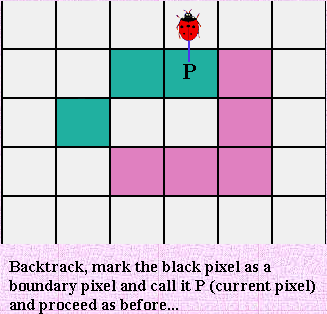 P
Backtrack, mark the black pixel as a
boundary pixel and call it P (current pixel)
and proceed as before...